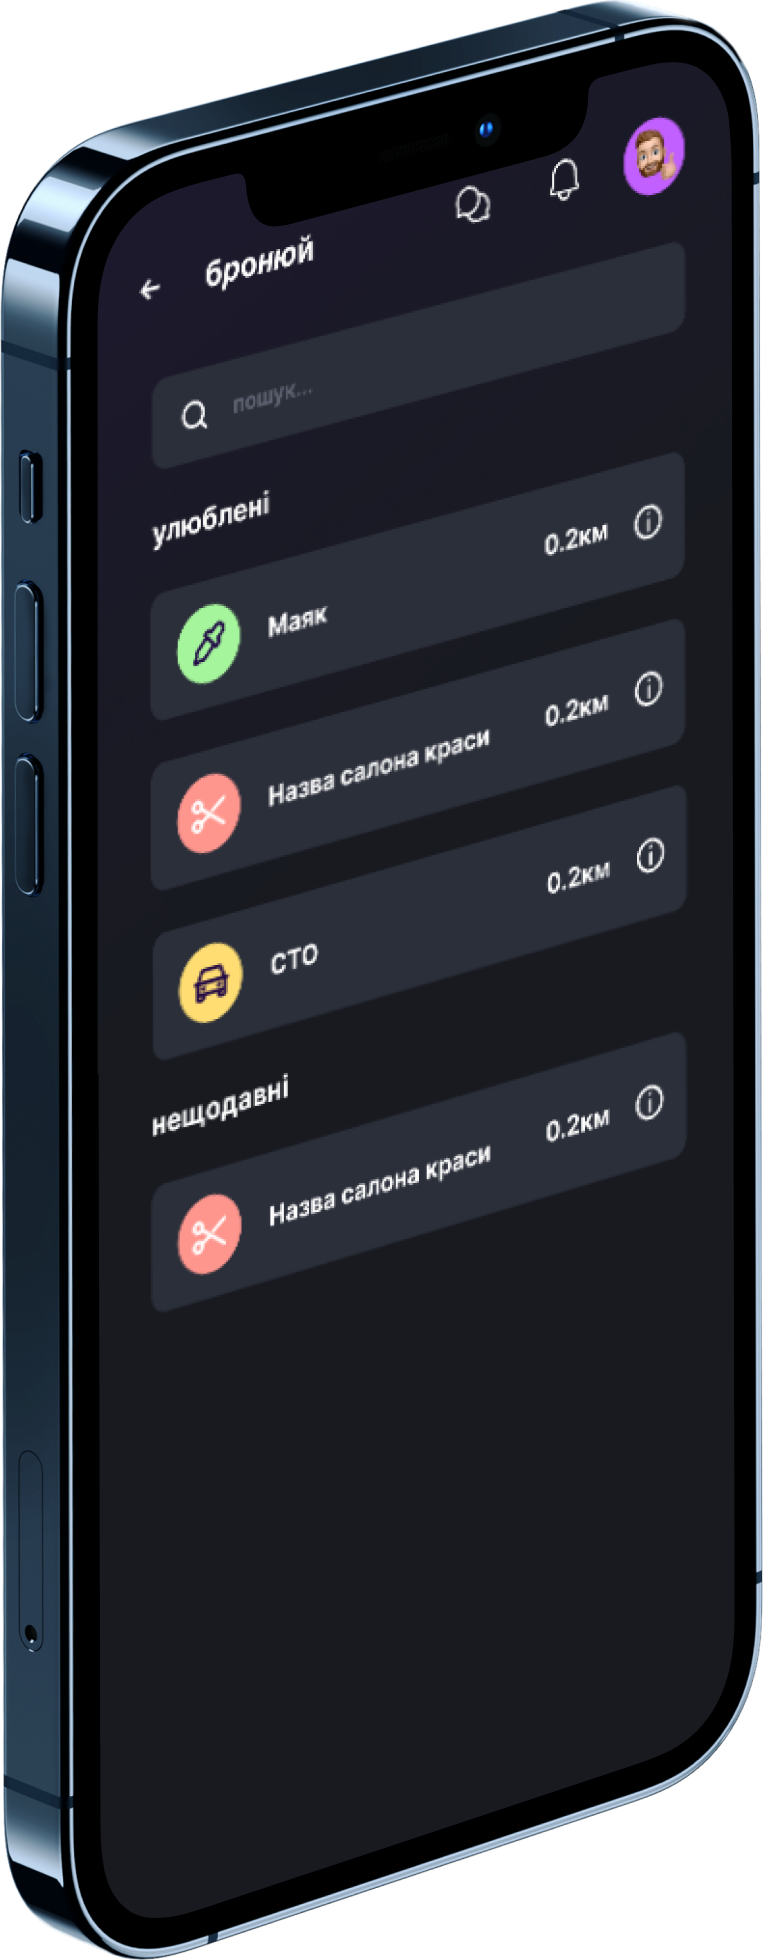 бронюй
пошук...
улюблені
Маяк 0.2км
Назва салона краси 0.2км
СТО 0.2км
нещодавні
Назва салона краси 0.2км